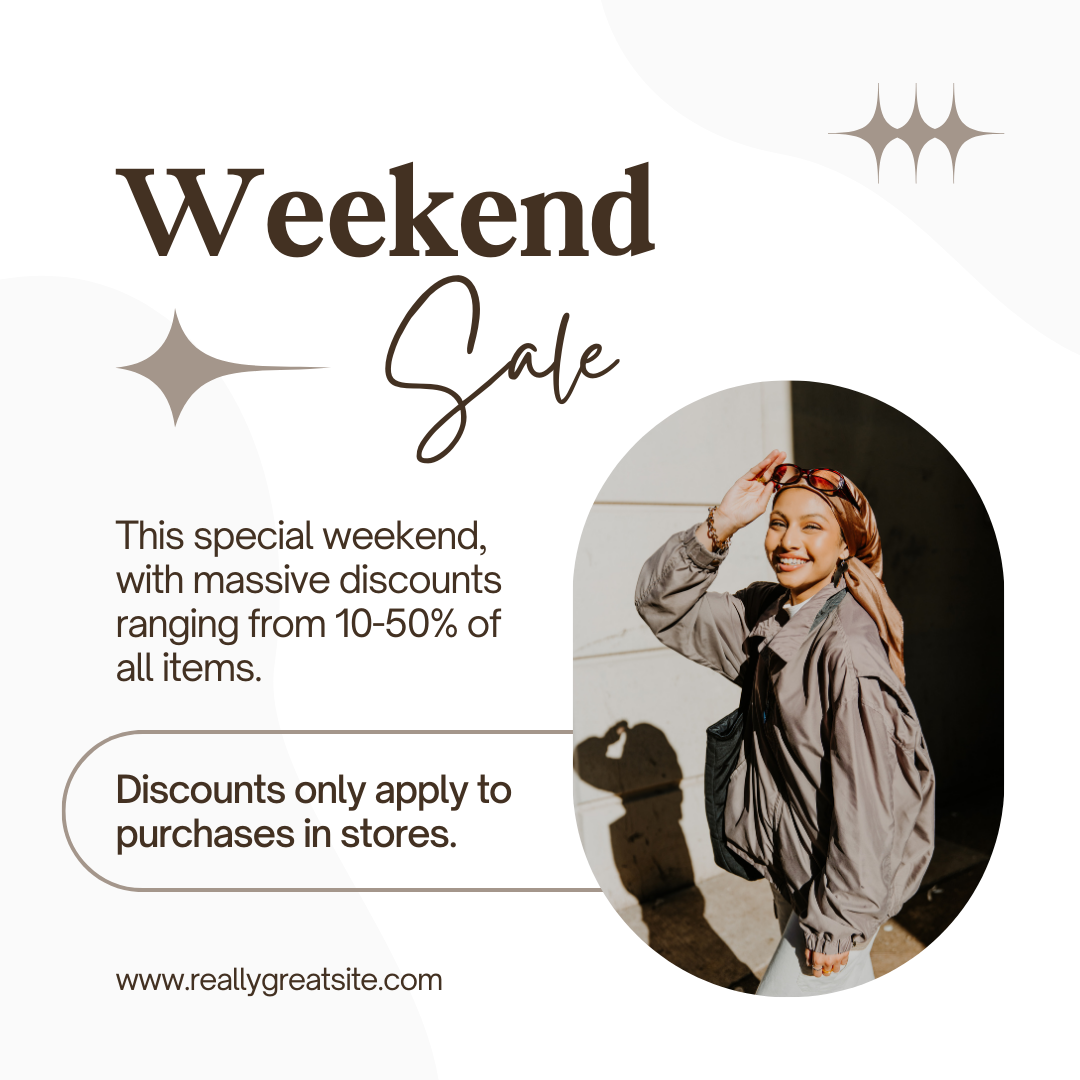 Weekend
Sale
This special weekend,
with massive discounts
ranging from 10-50% of
all items.
Discounts only apply to
purchases in stores.
www.reallygreatsite.com